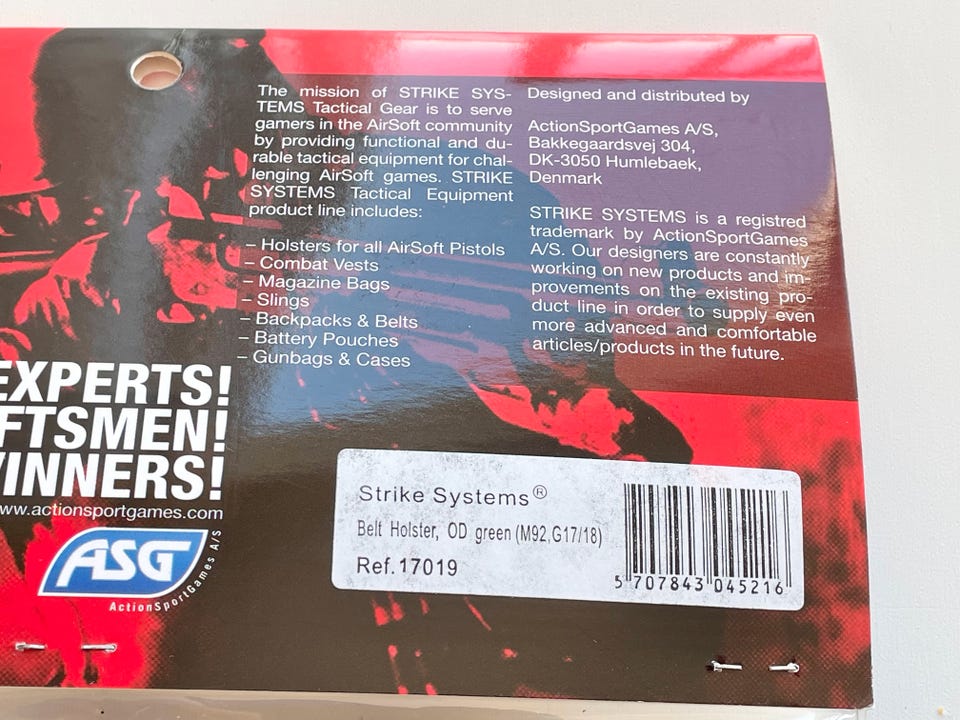 The mission of STRIKE SYS-
TEMS Tactical Gear is to serve
gamers in the AirSoft community
by providing functional and du-
rable tactical equipment for chal-
lenging AirSoft games. STRIKE
SYSTEMS Tactical Equipment
product line includes:
– Holsters for all AirSoft Pistols
– Combat Vests
– Magazine Bags
– Slings
– Backpacks & Belts
– Battery Pouches
– Gunbags & Cases
Designed and distributed by
ActionSportGames A/S,
Bakkegaardsvej 304,
DK-3050 Humlebaek,
Denmark
STRIKE SYSTEMS is a registred
trademark by ActionSportGames
A/S. Our designers are constantly
working on new products and im-
provements on the existing pro-
duct line in order to supply even
more advanced and comfortable
articles/products in the future.
EXPERTS!
FTSMEN!
INNERS!
ww.actionsportgames.com
ASG
ActionSportGames A/S
Strike Systems®
Belt Holster, OD green (M92,G17/18)
Ref.17019
5 707843 045216